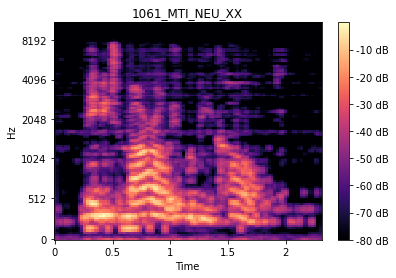 1061_MTI_NEU_XX
Hz
8192
4096
2048
1024
512
0
0
0.5
1
1.5
2
Time
-10 dB
-20 dB
-30 dB
-40 dB
-50 dB
-60 dB
-70 dB
-80 dB